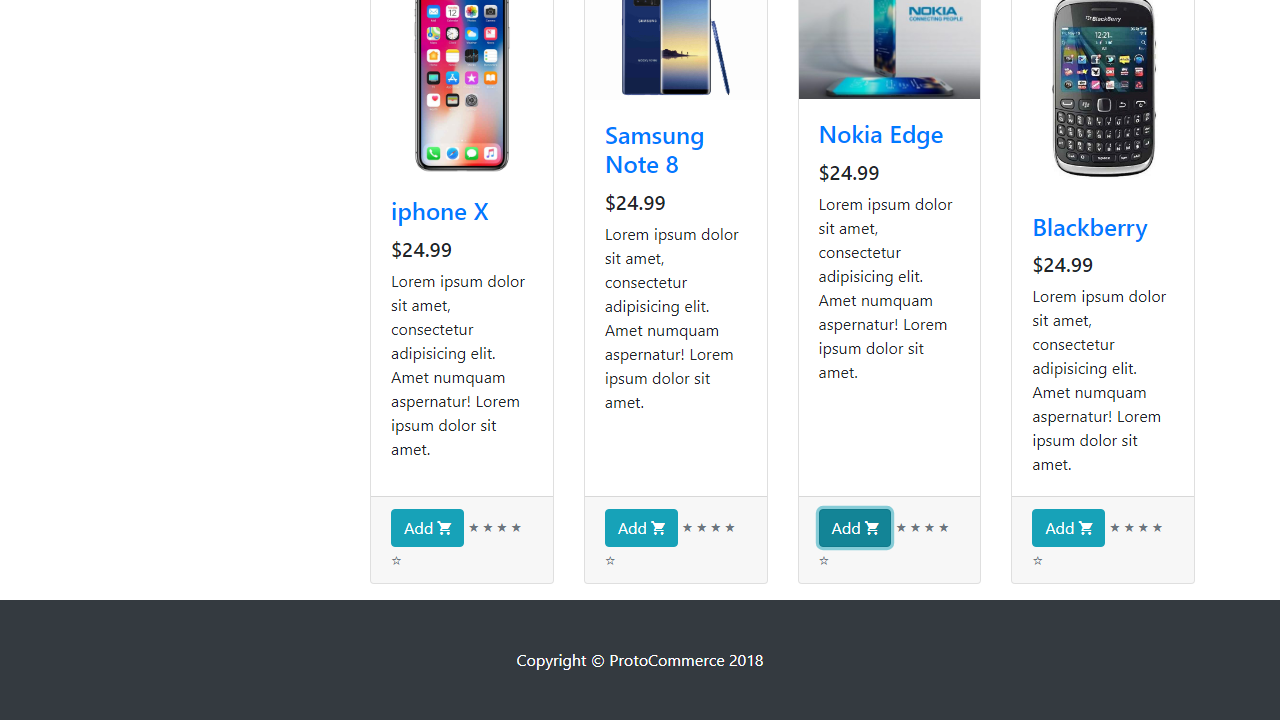 NOKIA
CONNECTING PEOPLE
BlackBerry
iphone X
$24.99
Lorem ipsum dolor
sit amet,
consectetur
adipisicing elit.
Amet numquam
aspernatur! Lorem
ipsum dolor sit
amet.
Add ★ ★ ★ ★
☆
Samsung
Note 8
$24.99
Lorem ipsum dolor
sit amet,
consectetur
adipisicing elit.
Amet numquam
aspernatur! Lorem
ipsum dolor sit
amet.
Add ★ ★ ★ ★
☆
Nokia Edge
$24.99
Lorem ipsum dolor
sit amet,
consectetur
adipisicing elit.
Amet numquam
aspernatur! Lorem
ipsum dolor sit
amet.
Add ★ ★ ★ ★
☆
Blackberry
$24.99
Lorem ipsum dolor
sit amet,
consectetur
adipisicing elit.
Amet numquam
aspernatur! Lorem
ipsum dolor sit
amet.
Add ★ ★ ★ ★
☆
Copyright © ProtoCommerce 2018